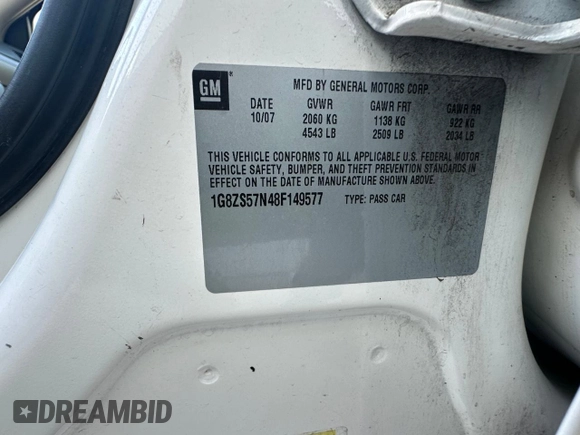 GM
MFD BY GENERAL MOTORS CORP.
DATE GVWR GAWR FRT GAWR RR
10/07 2060 KG 1138 KG 922 KG
4543 LB 2509 LB 2034 LB
THIS VEHICLE CONFORMS TO ALL APPLICABLE U.S. FEDERAL MOTOR
VEHICLE SAFETY, BUMPER, AND THEFT PREVENTION STANDARDS IN
EFFECT ON THE DATE OF MANUFACTURE SHOWN ABOVE.
1G8ZS57N48F149577 TYPE: PASS CAR
DREAMBID